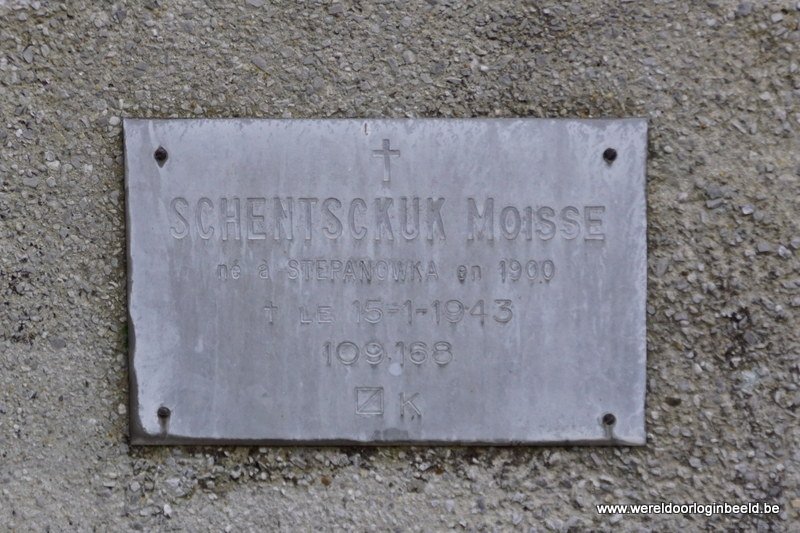 SCHENTSCKUK Moisse
né à STEPANOWKA en 1900
† LE 15-1-1943
109.168
K
www.wereldoorloginbeeld.be